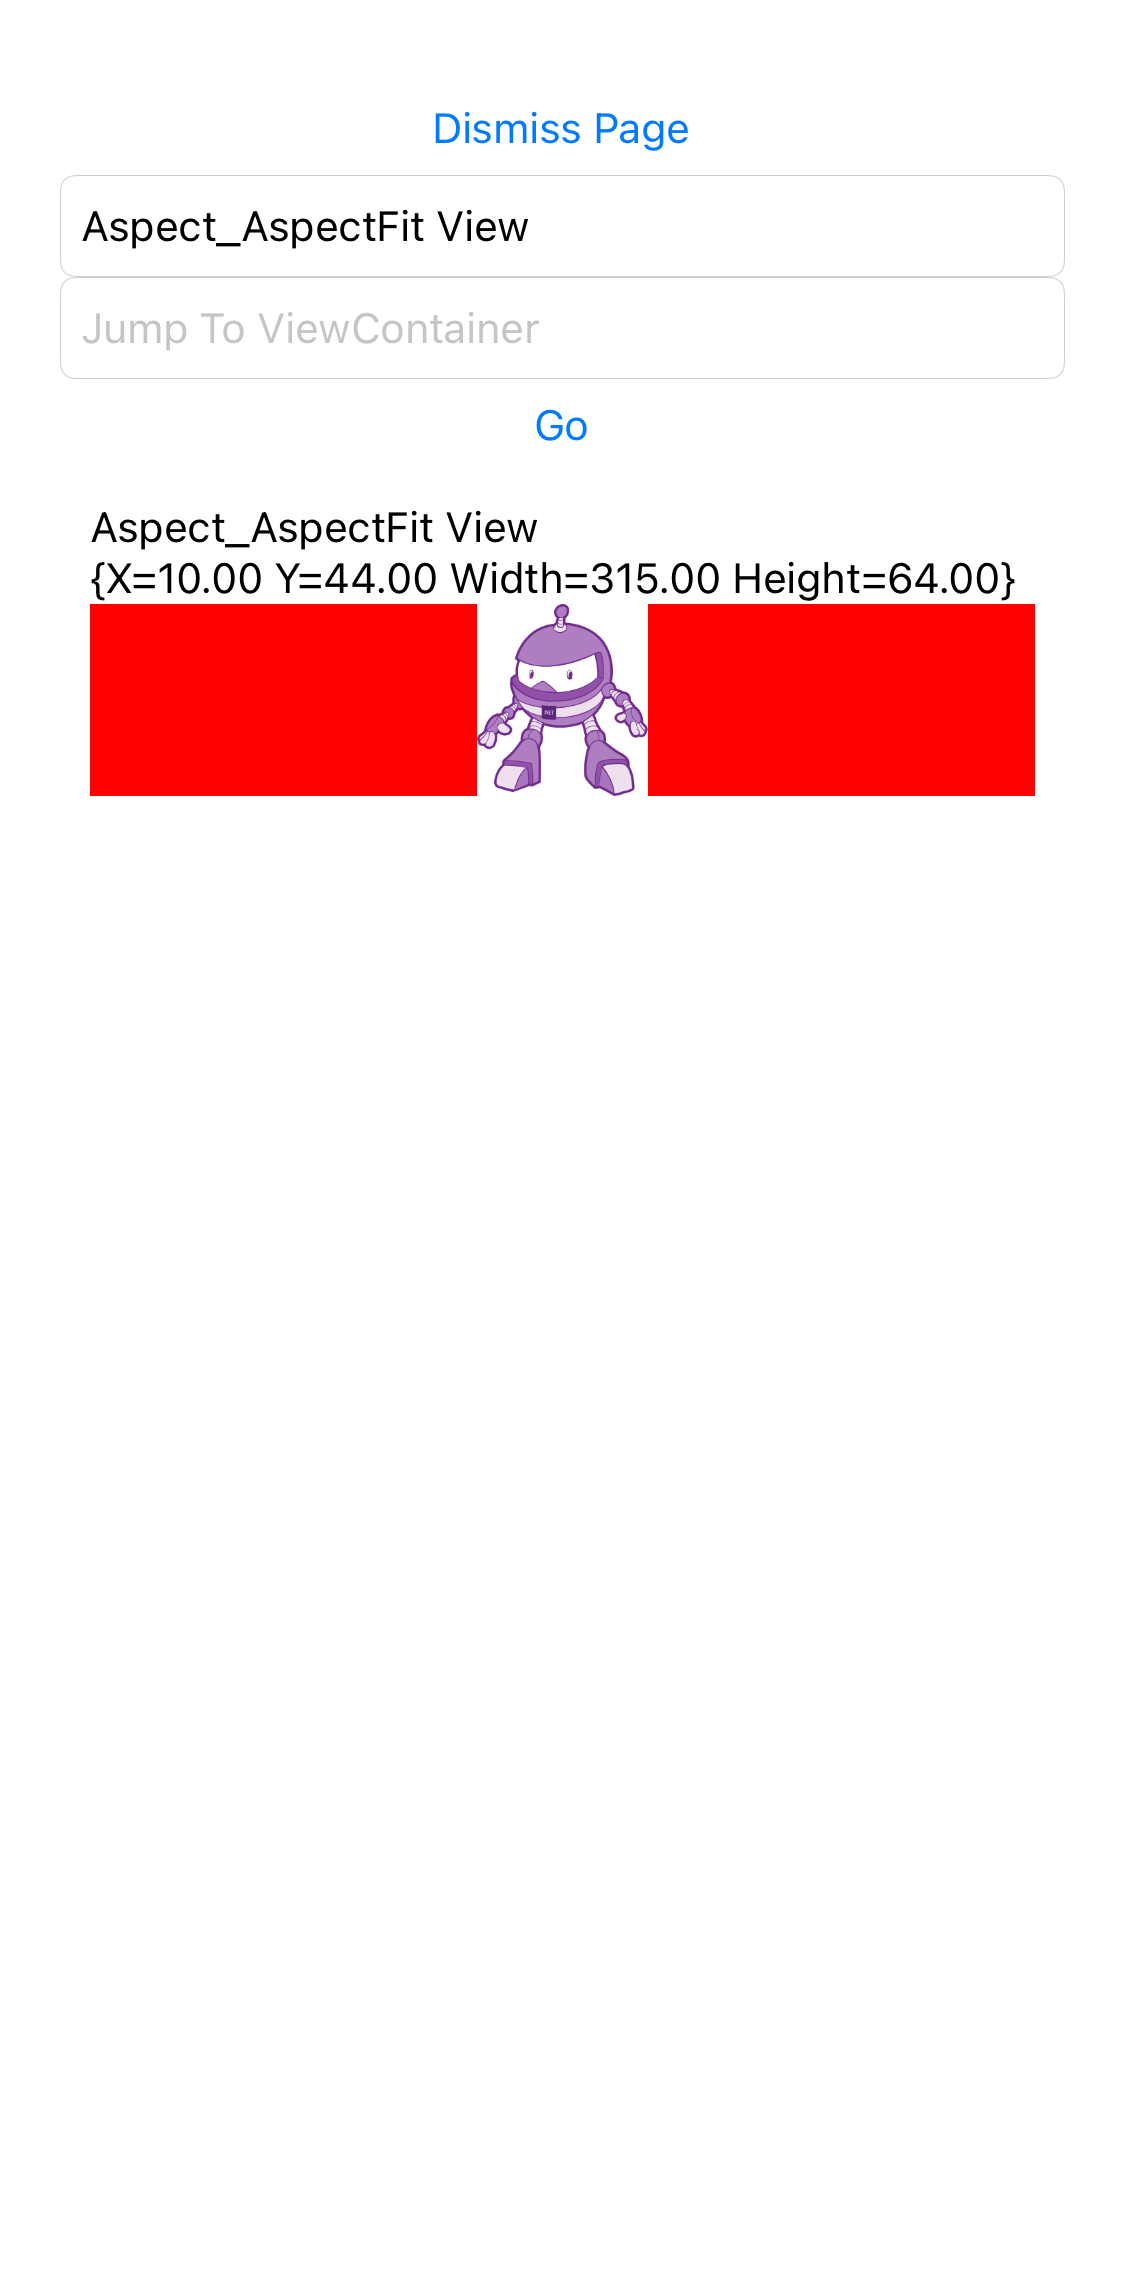 Dismiss Page
Aspect_AspectFit View
Jump To ViewContainer
Go
Aspect_AspectFit View
{X=10.00 Y=44.00 Width=315.00 Height=64.00}
.NET